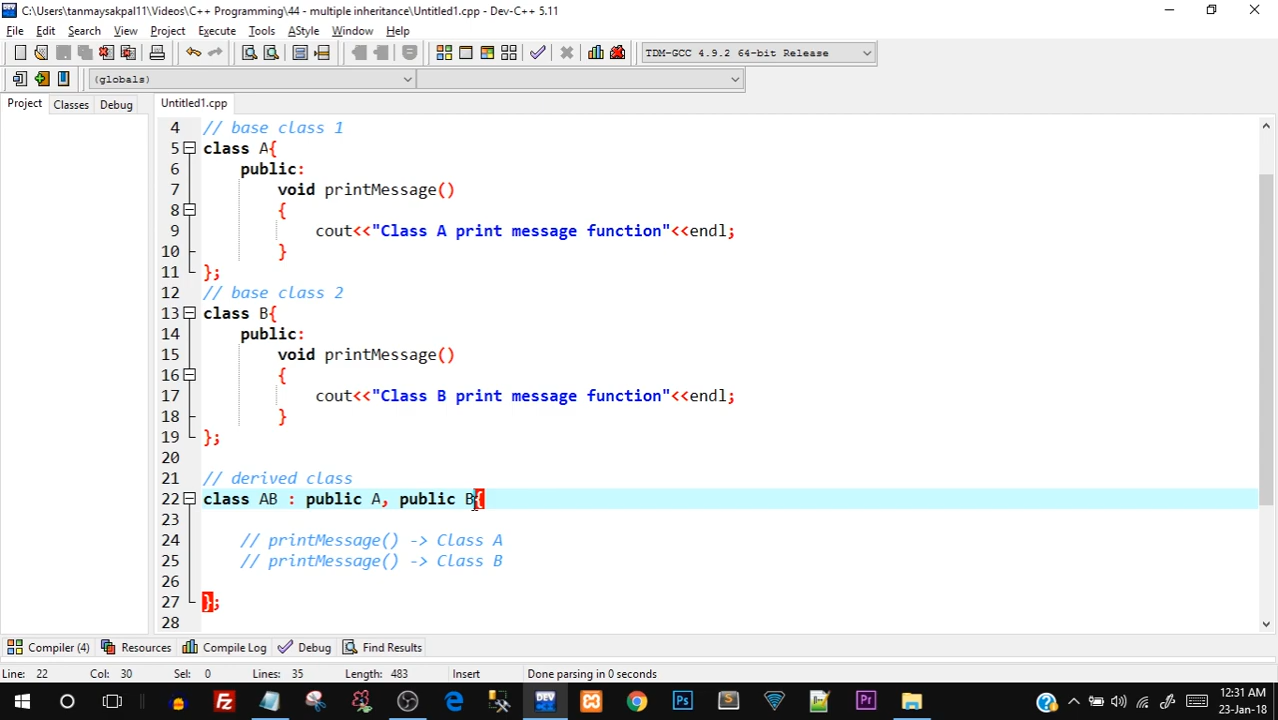 C:\Users\tanmaysakpal11\Videos\C++ Programming\44 - multiple inheritance\Untitled1.cpp - Dev-C++ 5.11
File Edit Search View Project Execute Tools AStyle Window Help
TDM-GCC 4.9.2 64-bit Release
(globals)
Project Classes Debug Untitled1.cpp
4 // base class 1
5 class A{
6 public:
7 void printMessage()
8 {
9 cout<<"Class A print message function"<<endl;
10 }
11 };
12 // base class 2
13 class B{
14 public:
15 void printMessage()
16 {
17 cout<<"Class B print message function"<<endl;
18 }
19 };
20
21 // derived class
22 class AB : public A, public B{
23
24 // printMessage() -> Class A
25 // printMessage() -> Class B
26
27 };
28
Compiler (4) Resources Compile Log Debug Find Results
Line: 22 Col: 30 Sel: 0 Lines: 35 Length: 483 Insert Done parsing in 0 seconds
12:31 AM
23-Jan-18